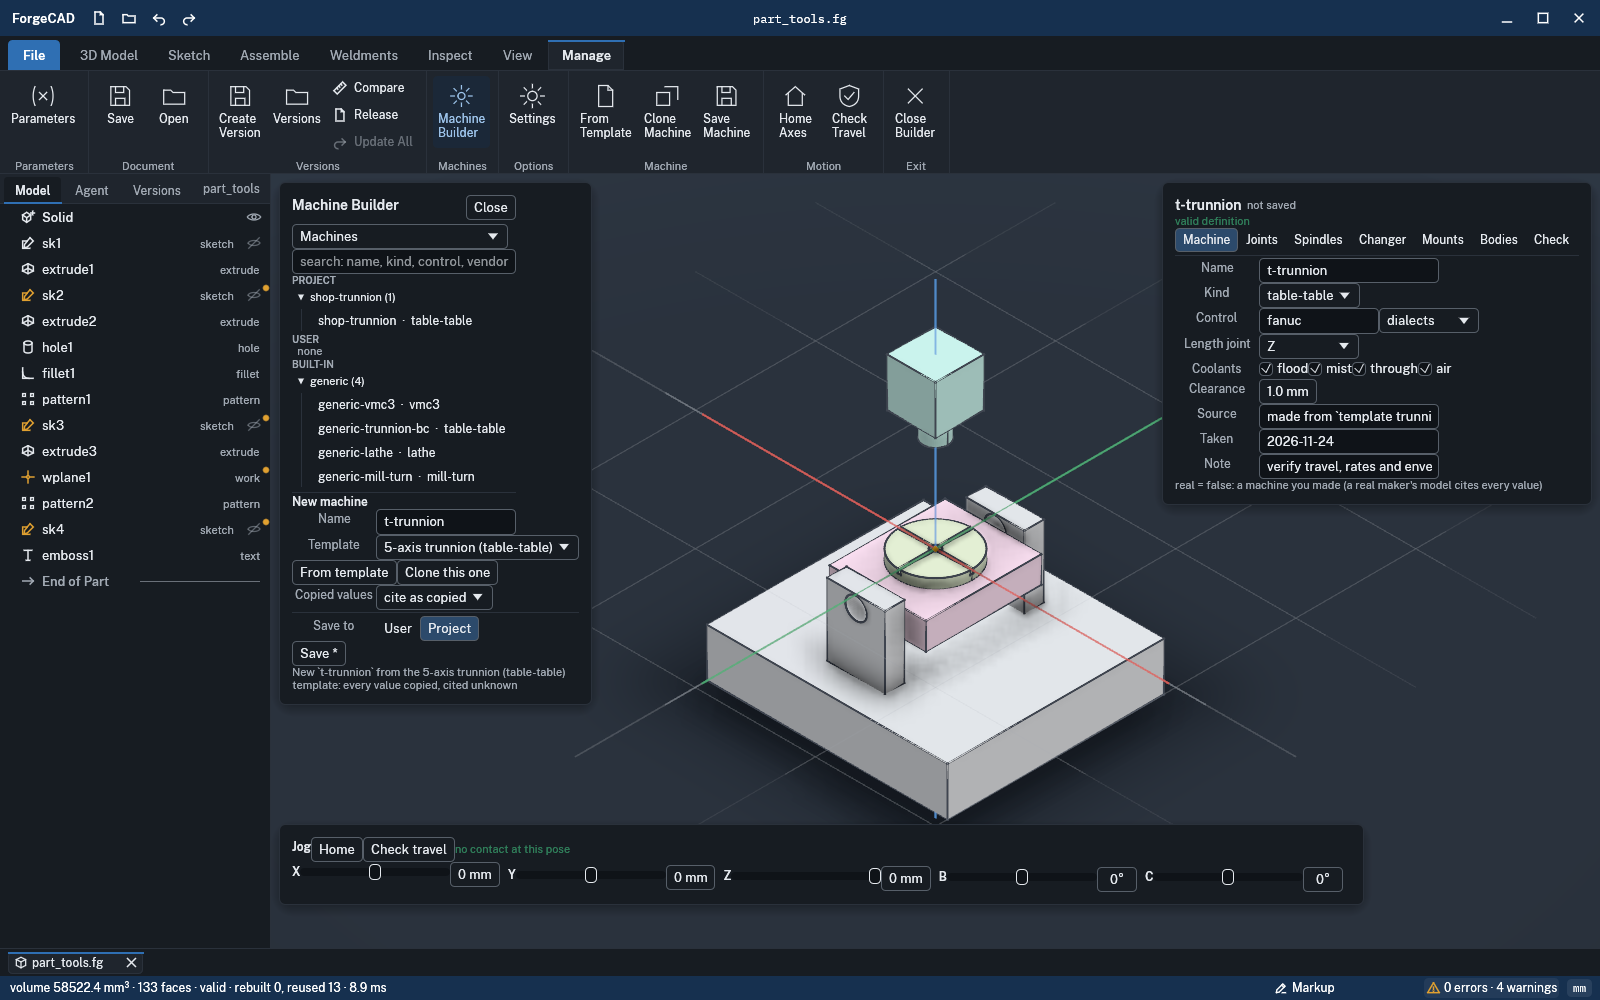 ForgeCAD
part_tools.fg
File 3D Model Sketch Assemble Weldments Inspect View Manage
(x) Parameters
Parameters
Save Open
Document
Create Version
Versions
Compare
Release
Update All
Versions
Machine Builder
Machines
Settings
Options
From Template
Clone Machine
Save Machine
Machine
Home Axes
Check Travel
Motion
Close Builder
Exit
Model Agent Versions part_tools
Solid
sk1 sketch
extrude1 extrude
sk2 sketch
extrude2 extrude
hole1 hole
fillet1 fillet
pattern1 pattern
sk3 sketch
extrude3 extrude
wplane1 work
pattern2 pattern
sk4 sketch
emboss1 text
End of Part
Machine Builder Close
Machines
search: name, kind, control, vendor
PROJECT
shop-trunnion (1)
shop-trunnion · table-table
USER
none
BUILT-IN
generic (4)
generic-vmc3 · vmc3
generic-trunnion-bc · table-table
generic-lathe · lathe
generic-mill-turn · mill-turn
New machine
Name t-trunnion
Template 5-axis trunnion (table-table)
From template Clone this one
Copied values cite as copied
Save to User Project
Save *
New `t-trunnion` from the 5-axis trunnion (table-table)
template: every value copied, cited unknown
t-trunnion not saved
valid definition
Machine Joints Spindles Changer Mounts Bodies Check
Name t-trunnion
Kind table-table
Control fanuc dialects
Length joint Z
Coolants flood mist through air
Clearance 1.0 mm
Source made from `template trunni
Taken 2026-11-24
Note verify travel, rates and enve
real = false: a machine you made (a real maker's model cites every value)
Jog Home Check travel no contact at this pose
X 0 mm Y 0 mm Z 0 mm B 0° C 0°
part_tools.fg
volume 58522.4 mm³ · 133 faces · valid · rebuilt 0, reused 13 · 8.9 ms
Markup
0 errors · 4 warnings mm